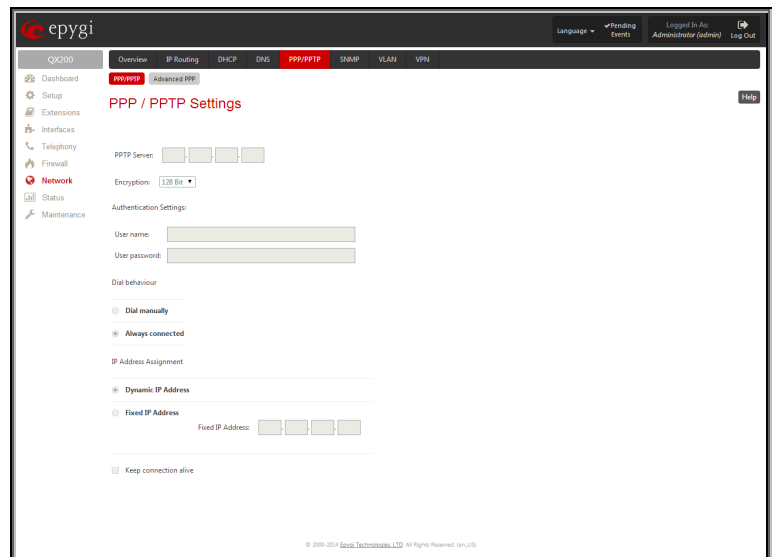 epygi
Language
Pending Events
Logged In As:
Administrator (admin)
Log Out
QX200
Overview IP Routing DHCP DNS PPP/PPTP SNMP VLAN VPN
Dashboard
Setup
Extensions
Interfaces
Telephony
Firewall
Network
Status
Maintenance
PPP/PPTP Advanced PPP
Help
PPP / PPTP Settings
PPTP Server:
Encryption: 128 Bit
Authentication Settings:
User name:
User password:
Dial behaviour
Dial manually
Always connected
IP Address Assignment
Dynamic IP Address
Fixed IP Address
Fixed IP Address:
Keep connection alive
© 2000-2014 Epygi Technologies, LTD. All Rights Reserved. (en_US)